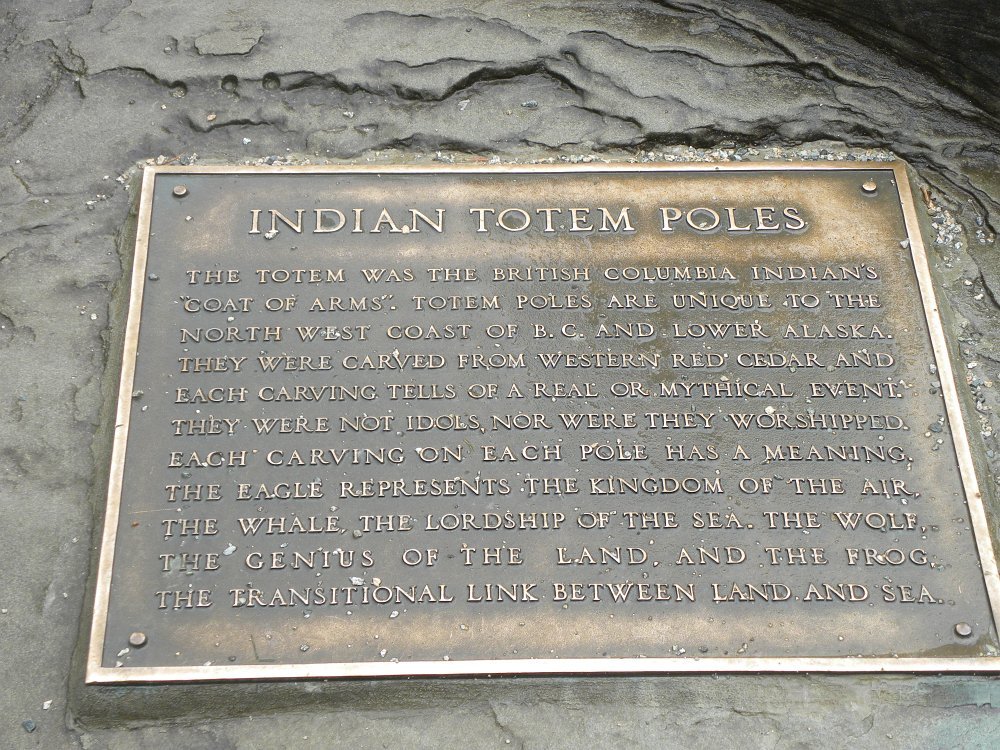 INDIAN TOTEM POLES
THE TOTEM WAS THE BRITISH COLUMBIA INDIAN'S
"COAT OF ARMS". TOTEM POLES ARE UNIQUE TO THE
NORTH WEST COAST OF B.C. AND LOWER ALASKA.
THEY WERE CARVED FROM WESTERN RED CEDAR AND
EACH CARVING TELLS OF A REAL OR MYTHICAL EVENT.
THEY WERE NOT IDOLS, NOR WERE THEY WORSHIPPED.
EACH CARVING ON EACH POLE HAS A MEANING,
THE EAGLE REPRESENTS THE KINGDOM OF THE AIR,
THE WHALE, THE LORDSHIP OF THE SEA. THE WOLF,
THE GENIUS OF THE LAND, AND THE FROG,
THE TRANSITIONAL LINK BETWEEN LAND AND SEA.